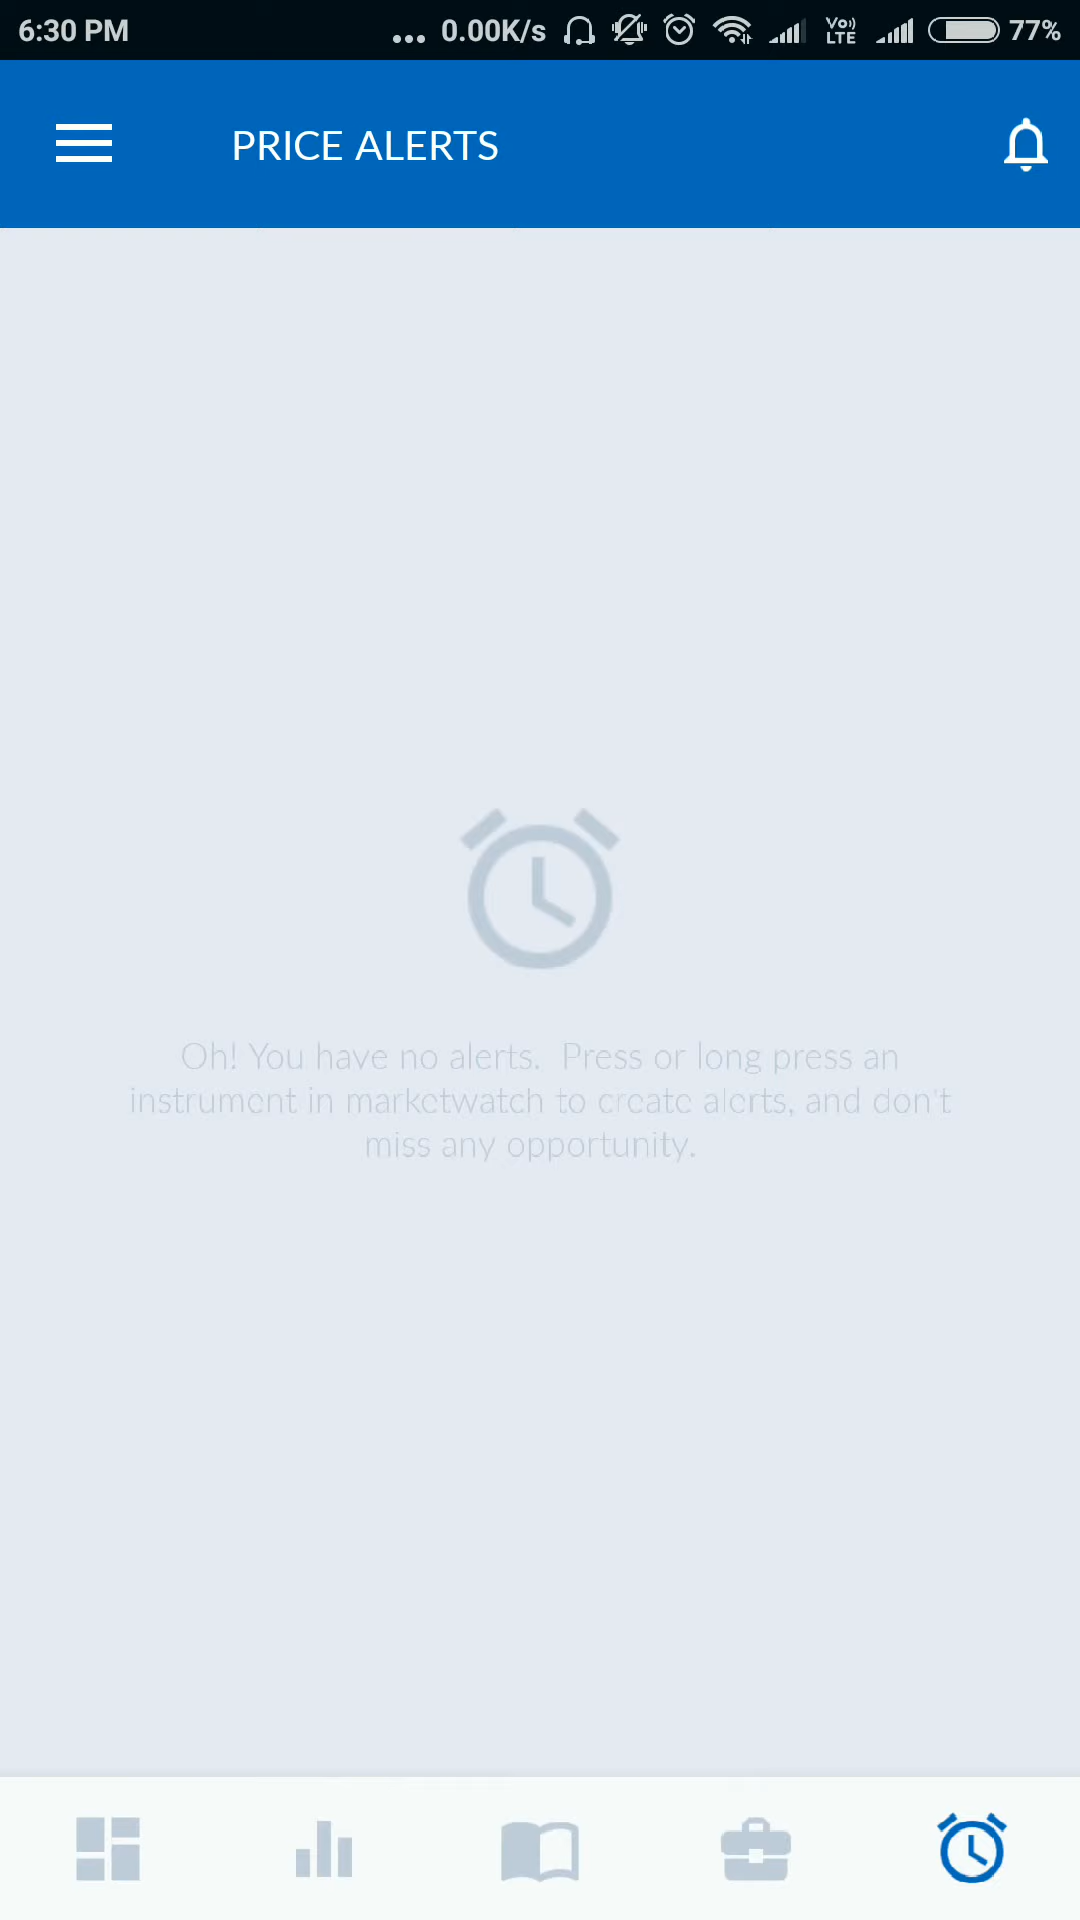 6:30 PM ... 0.00K/s VoLTE 77%
PRICE ALERTS
Oh! You have no alerts. Press or long press an
instrument in marketwatch to create alerts, and don't
miss any opportunity.